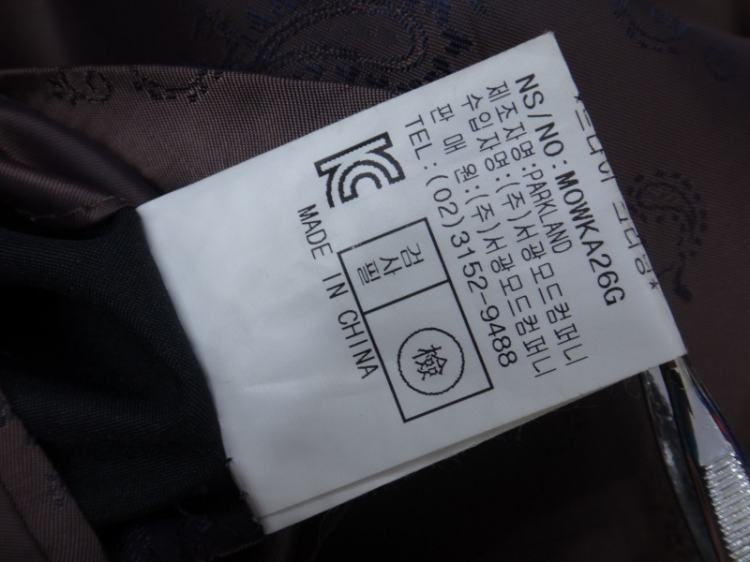 NS/NO:MOWKA26G
제조자명:PARKLAND
수입자명:(주)서광모드컴퍼니
판 매 원:(주)서광모드컴퍼니
TEL:(02)3152-9488
검사필
檢
MADE IN CHINA